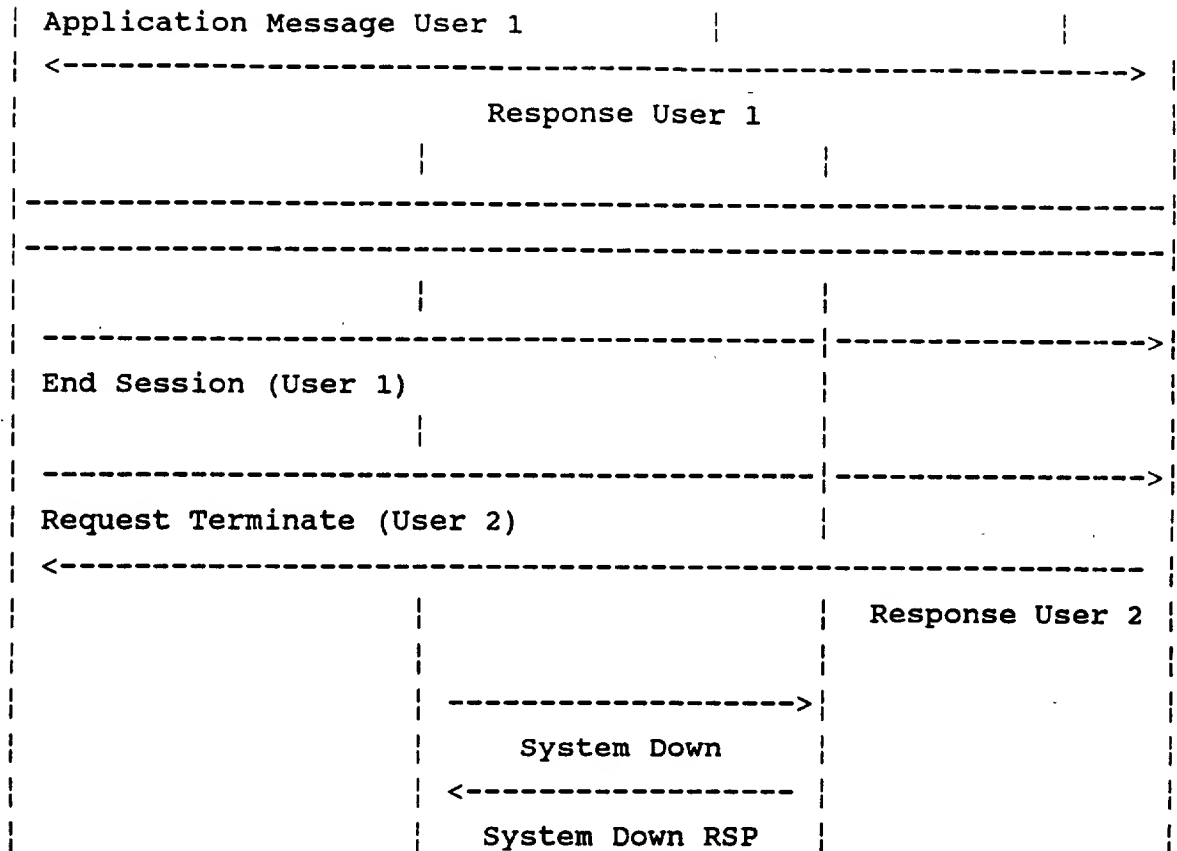 Application Message User 1
Response User 1
End Session (User 1)
Request Terminate (User 2)
Response User 2
System Down
System Down RSP